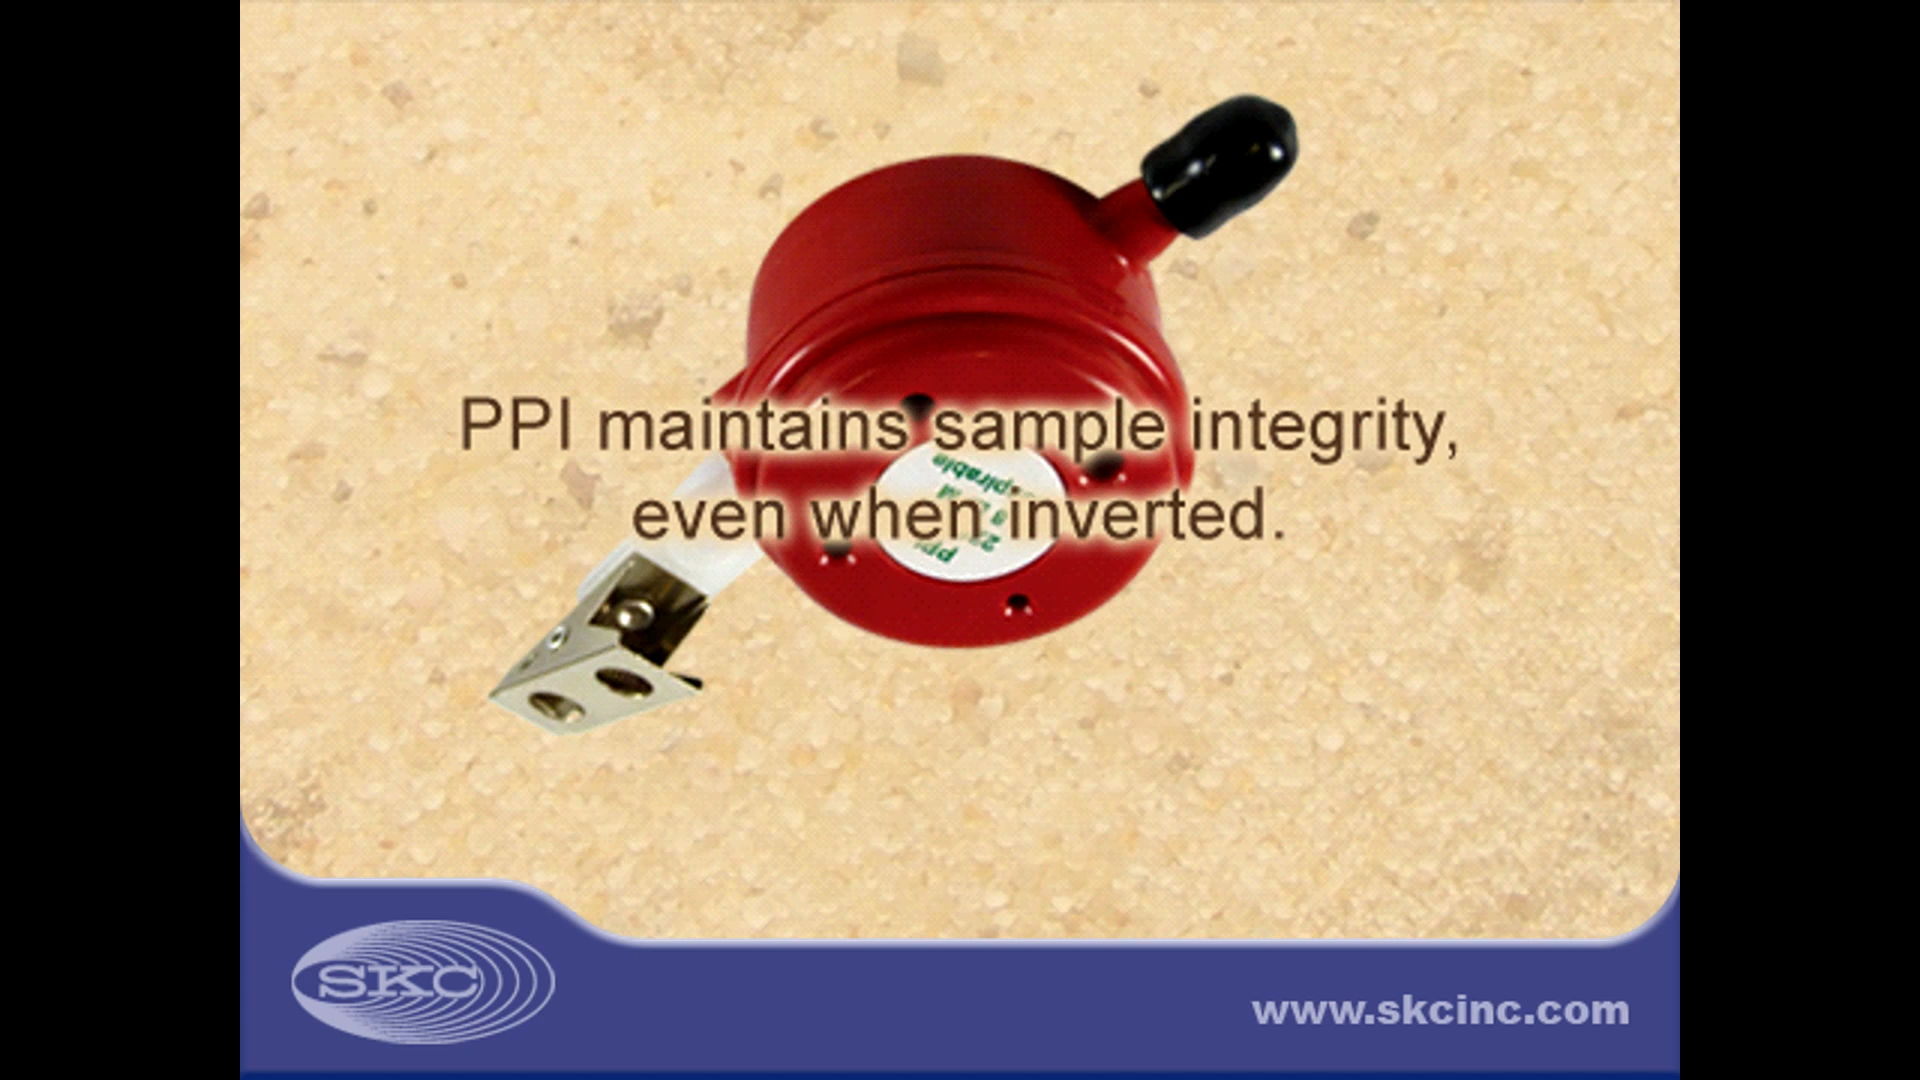 PPI maintains sample integrity,
even when inverted.
SKC
www.skcinc.com